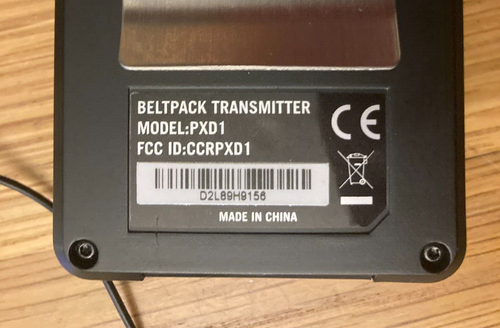 BELTPACK TRANSMITTER
MODEL:PXD1
FCC ID:CCRPXD1
CE
D2L89H9156
MADE IN CHINA